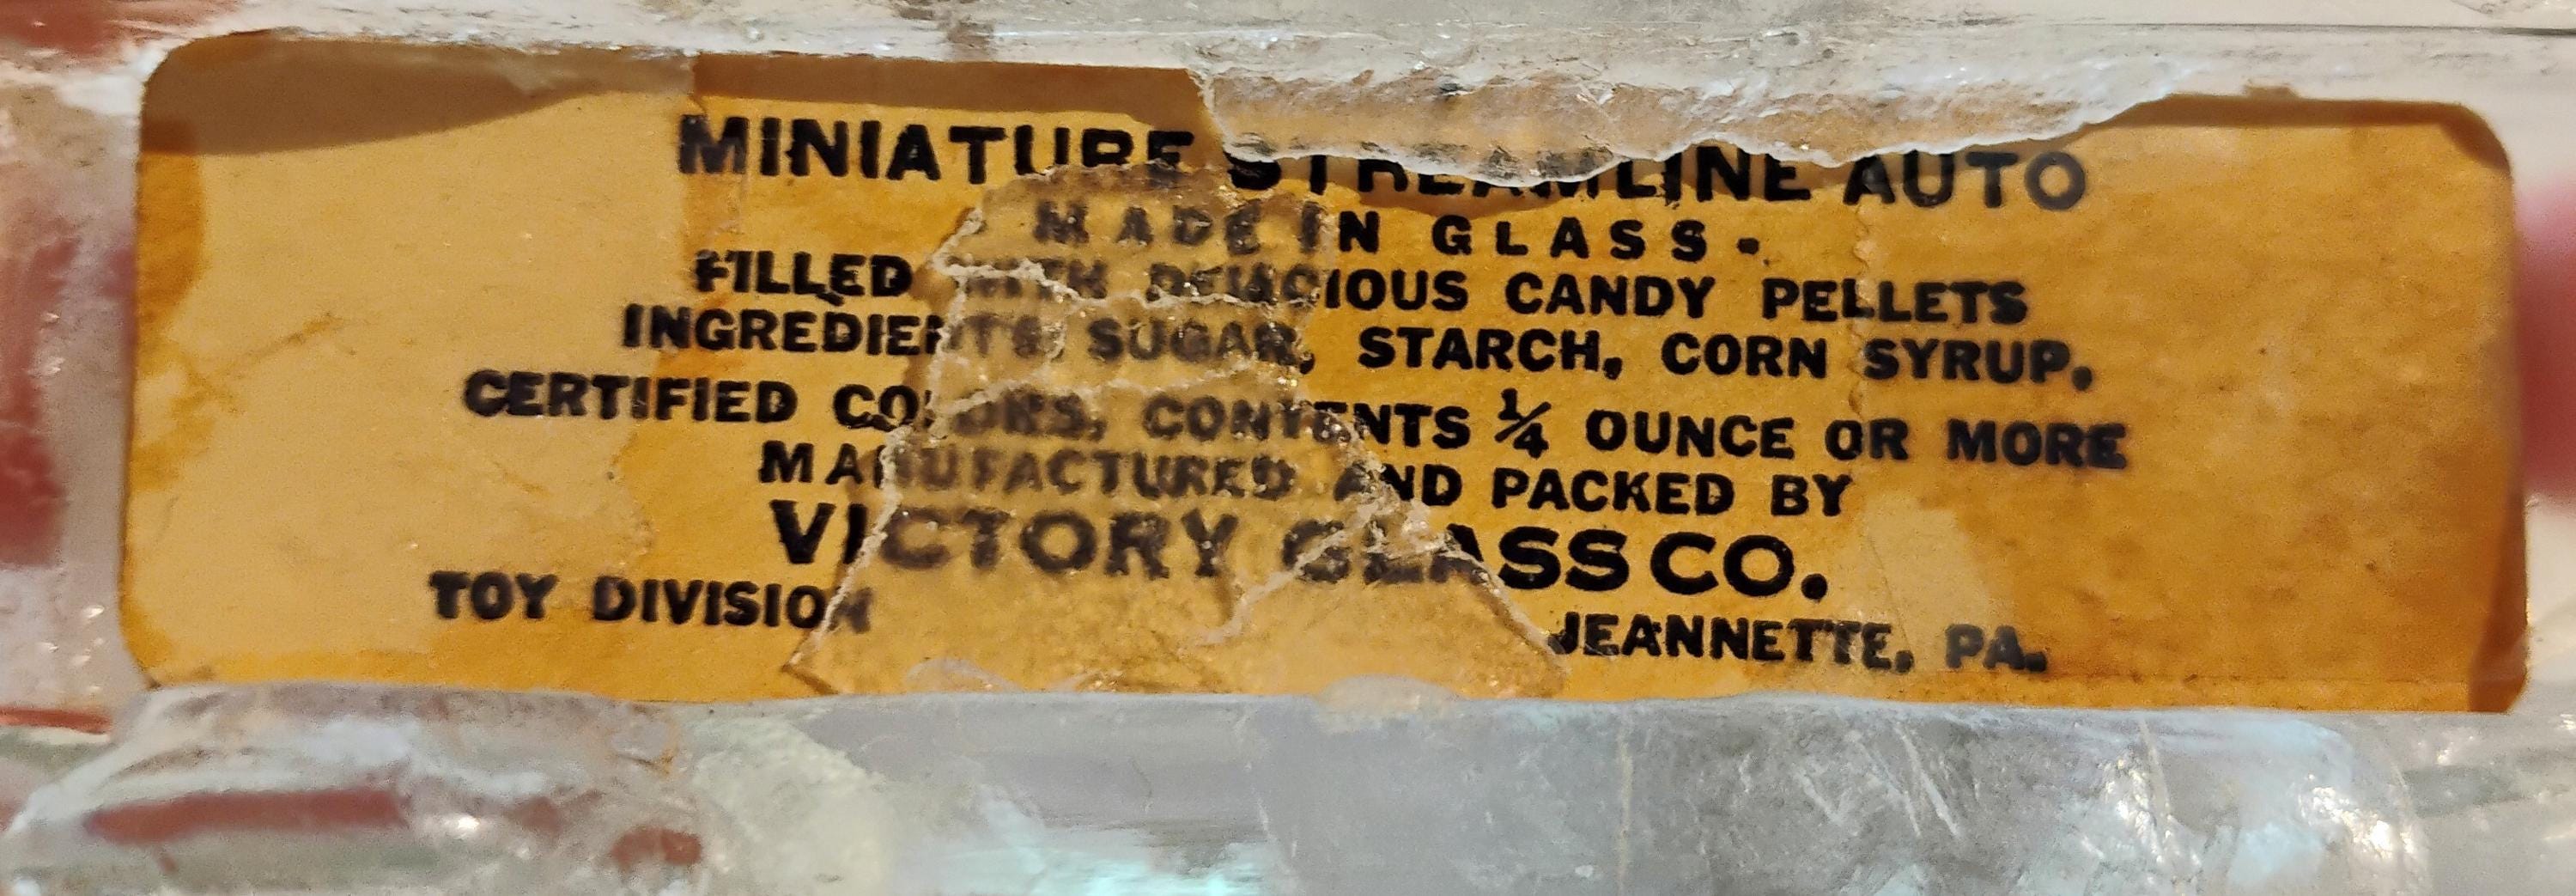 MINIATURE STREAMLINE AUTO
MADE IN GLASS.
FILLED WITH DELICIOUS CANDY PELLETS
INGREDIENTS: SUGAR, STARCH, CORN SYRUP,
CERTIFIED COLORS, CONTENTS ¼ OUNCE OR MORE
MANUFACTURED AND PACKED BY
VICTORY GLASS CO.
TOY DIVISION JEANNETTE, PA.